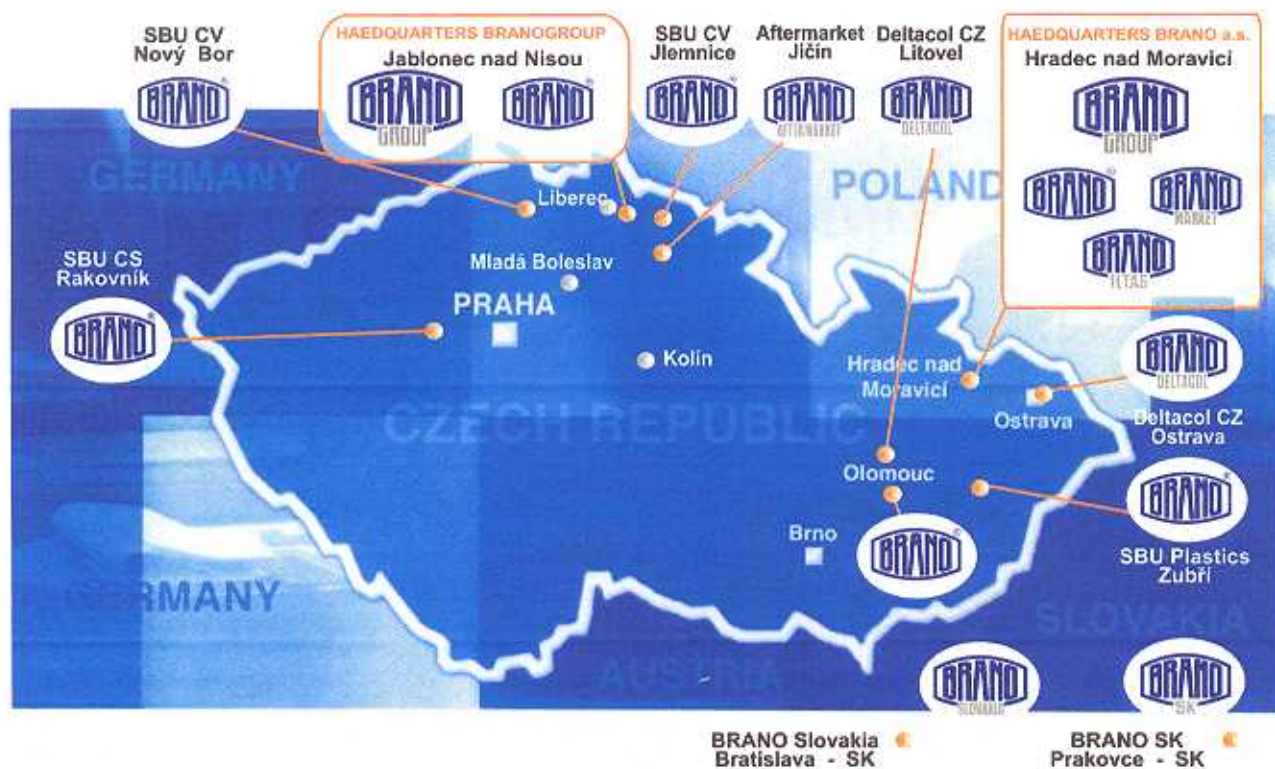 SBU CV
Nový Bor
BRANO
HAEDQUARTERS BRANOGROUP
Jablonec nad Nisou
BRANO
GROUP
BRANO
SBU CV
Jlemnice
BRANO
Aftermarket
Jičín
BRANO
AFTERMARKET
Deltacol CZ
Litovel
BRANO
DELTACOL
HAEDQUARTERS BRANO a.s.
Hradec nad Moravicí
BRANO
GROUP
BRANO
BRANO
MARKET
BRANO
ILTAS
GERMANY
POLAND
Liberec
SBU CS
Rakovník
BRANO
Mladá Boleslav
PRAHA
Kolín
Hradec nad
Moravicí
Ostrava
BRANO
DELTACOL
Deltacol CZ
Ostrava
CZECH REPUBLIC
Olomouc
BRANO
Brno
BRANO
SBU Plastics
Zubří
GERMANY
SLOVAKIA
AUSTRIA
BRANO
SLOVAKIA
BRANO
SK
BRANO Slovakia
Bratislava - SK
BRANO SK
Prakovce - SK